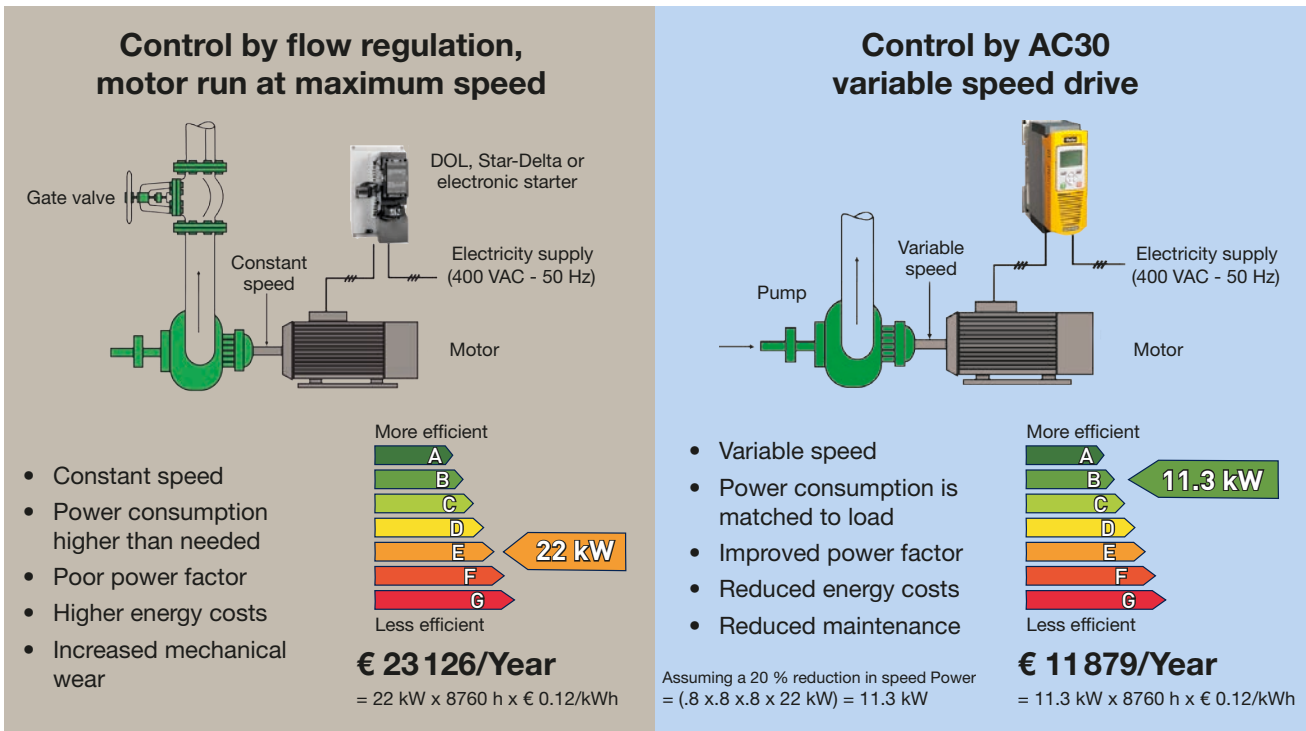 Control by flow regulation,
motor run at maximum speed
Gate valve
DOL, Star-Delta or
electronic starter
Constant
speed
Electricity supply
(400 VAC - 50 Hz)
Motor
• Constant speed
• Power consumption
higher than needed
• Poor power factor
• Higher energy costs
• Increased mechanical
wear
More efficient
A
B
C
D
E
F
G
22 kW
Less efficient
€ 23 126/Year
= 22 kW x 8760 h x € 0.12/kWh
Control by AC30
variable speed drive
Variable
speed
Electricity supply
(400 VAC - 50 Hz)
Pump
Motor
• Variable speed
• Power consumption is
matched to load
• Improved power factor
• Reduced energy costs
• Reduced maintenance
Assuming a 20 % reduction in speed Power
= (.8 x.8 x.8 x 22 kW) = 11.3 kW
More efficient
A
B
C
D
E
F
G
11.3 kW
Less efficient
€ 11 879/Year
= 11.3 kW x 8760 h x € 0.12/kWh